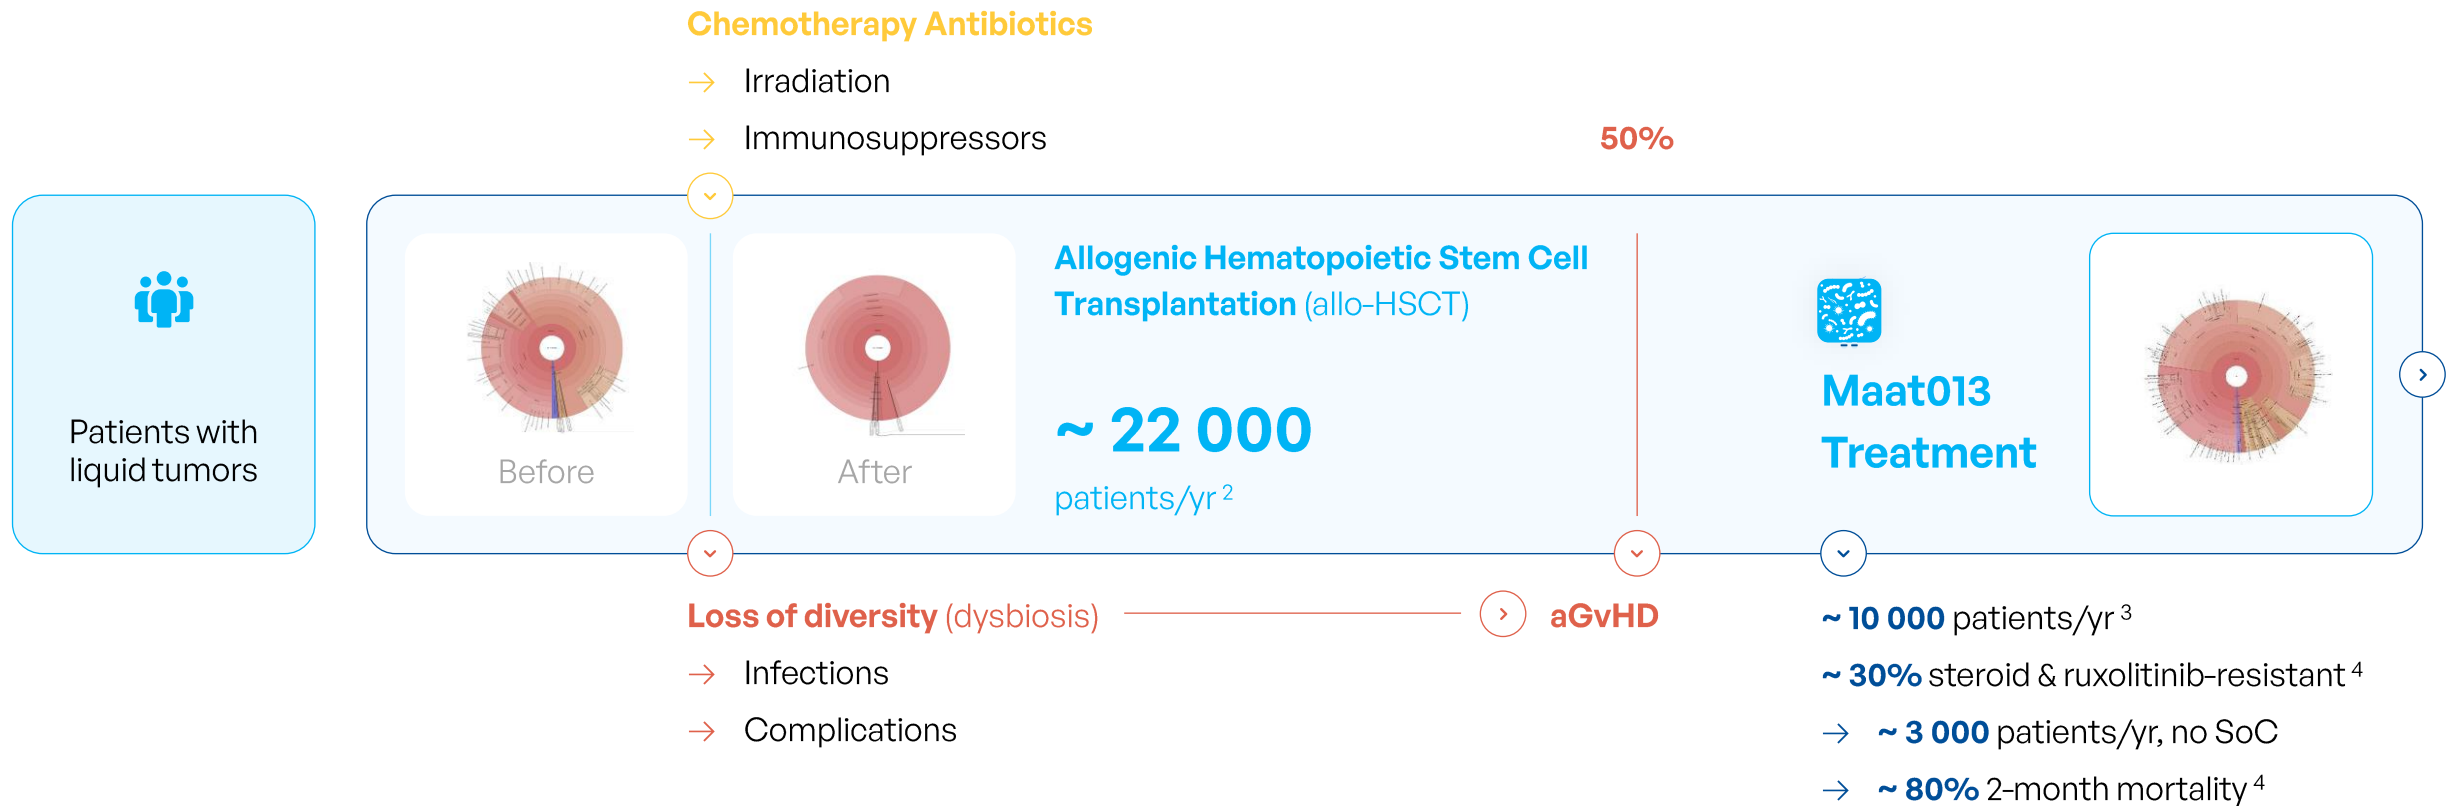 Chemotherapy Antibiotics
→ Irradiation
→ Immunosuppressors
50%
Patients with
liquid tumors
Before
After
Allogenic Hematopoietic Stem Cell
Transplantation (allo-HSCT)
~ 22 000
patients/yr 2
Maat013
Treatment
Loss of diversity (dysbiosis)
aGvHD
→ Infections
→ Complications
~ 10 000 patients/yr 3
~ 30% steroid & ruxolitinib-resistant 4
→ ~ 3 000 patients/yr, no SoC
→ ~ 80% 2-month mortality 4